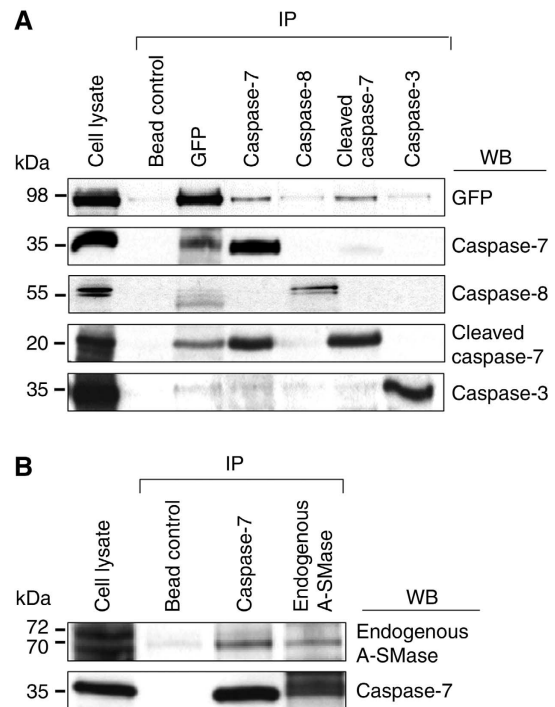 A
IP
Cell lysate
Bead control
GFP
Caspase-7
Caspase-8
Cleaved
caspase-7
Caspase-3
kDa
WB
98
GFP
35
Caspase-7
55
Caspase-8
20
Cleaved
caspase-7
35
Caspase-3
B
IP
Cell lysate
Bead control
Caspase-7
Endogenous
A-SMase
kDa
WB
72
70
Endogenous
A-SMase
35
Caspase-7